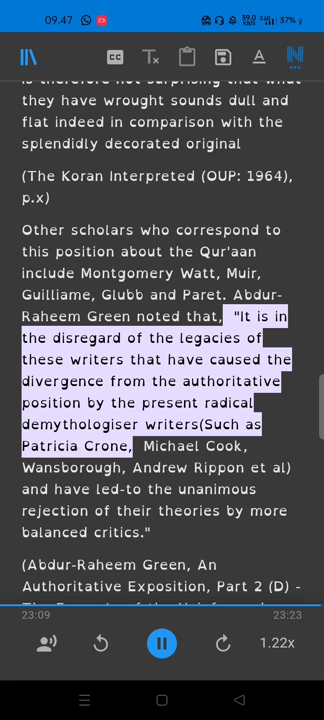 09.47
39.0 KB/S
37%
CC
is therefore not surprising that what
they have wrought sounds dull and
flat indeed in comparison with the
splendidly decorated original
(The Koran Interpreted (OUP: 1964),
p.x)
Other scholars who correspond to
this position about the Qur'aan
include Montgomery Watt, Muir,
Guilliame, Glubb and Paret. Abdur-
Raheem Green noted that, "It is in
the disregard of the legacies of
these writers that have caused the
divergence from the authoritative
position by the present radical
demythologiser writers(Such as
Patricia Crone, Michael Cook,
Wansborough, Andrew Rippon et al)
and have led-to the unanimous
rejection of their theories by more
balanced critics."
(Abdur-Raheem Green, An
Authoritative Exposition, Part 2 (D) -
23:09
23:23
1.22x